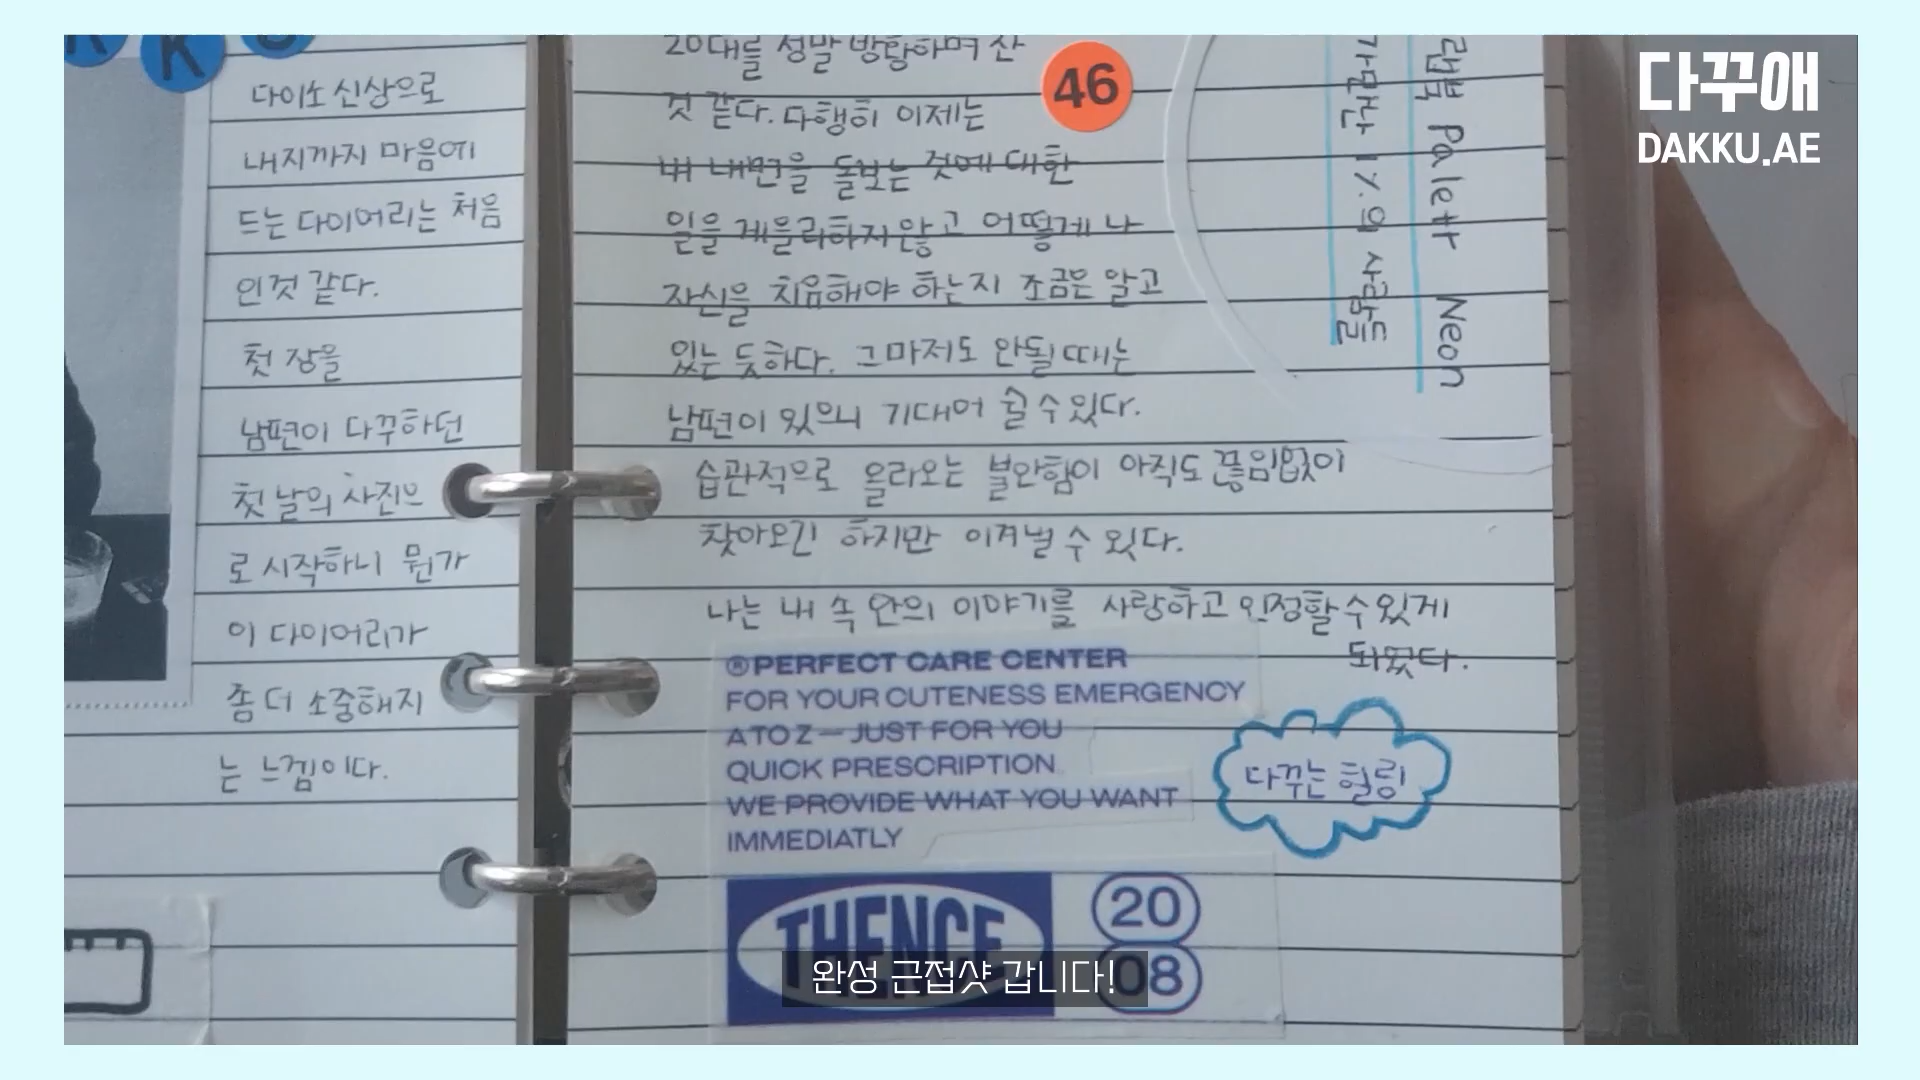 다이소 신상으로
내지까지 마음에
드는 다이어리는 처음
인것 같다.
첫 장을
남편이 다꾸하던
첫 날의 사진으
로 시작하니 뭔가
이 다이어리가
좀 더 소중해지
는 느낌이다.
20대를 정말 방황하며 산
것 같다. 다행히 이제는
내면을 돌보는 것에 대한
일을 게을리하지않고 어떻게 나
자신을 치유해야 하는지 조금은 알고
있는 듯하다. 그마저도 안될때는
남편이 있으니 기대어 쉴 수 있다.
습관적으로 올라오는 불안함이 아직도 끊임없이
찾아오긴 하지만 이겨낼 수 있다.
나는 내 속 안의 이야기를 사랑하고 인정할 수 있게
되었다.
46
Palett Neon
사람들
®PERFECT CARE CENTER
FOR YOUR CUTENESS EMERGENCY
A TO Z — JUST FOR YOU
QUICK PRESCRIPTION
WE PROVIDE WHAT YOU WANT
IMMEDIATLY
다꾸는 힐링
THENCE
20
08
완성 근접샷 갑니다!
다꾸애
DAKKU.AE